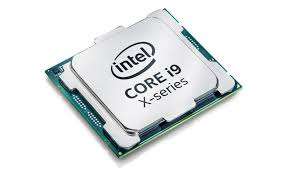 intel
CORE i9
X-series